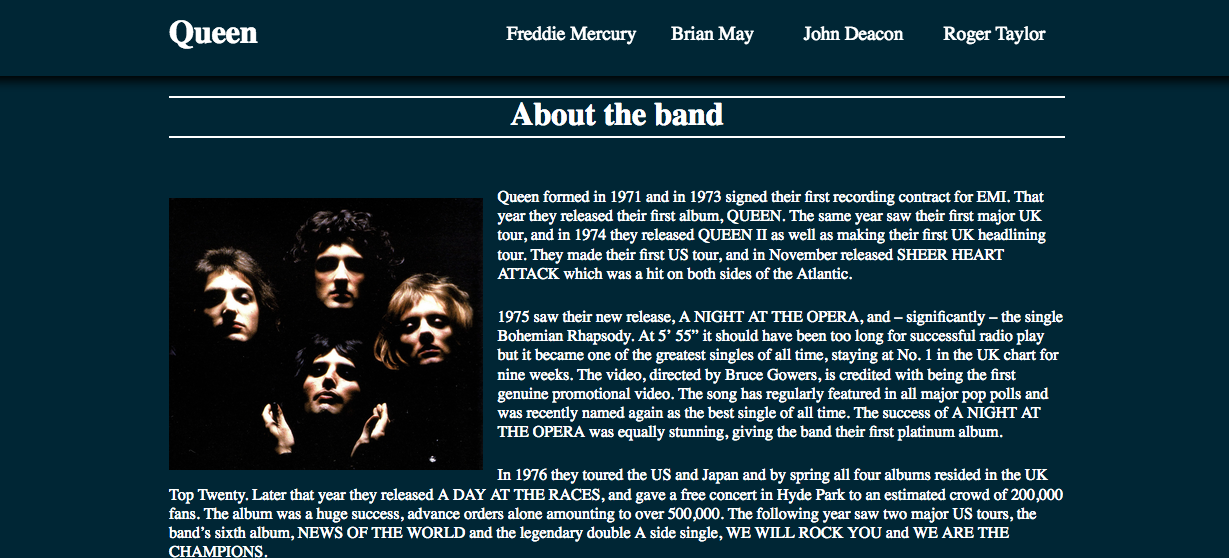 Queen
Freddie Mercury Brian May John Deacon Roger Taylor
About the band
Queen formed in 1971 and in 1973 signed their first recording contract for EMI. That
year they released their first album, QUEEN. The same year saw their first major UK
tour, and in 1974 they released QUEEN II as well as making their first UK headlining
tour. They made their first US tour, and in November released SHEER HEART
ATTACK which was a hit on both sides of the Atlantic.
1975 saw their new release, A NIGHT AT THE OPERA, and – significantly – the single
Bohemian Rhapsody. At 5’ 55” it should have been too long for successful radio play
but it became one of the greatest singles of all time, staying at No. 1 in the UK chart for
nine weeks. The video, directed by Bruce Gowers, is credited with being the first
genuine promotional video. The song has regularly featured in all major pop polls and
was recently named again as the best single of all time. The success of A NIGHT AT
THE OPERA was equally stunning, giving the band their first platinum album.
In 1976 they toured the US and Japan and by spring all four albums resided in the UK
Top Twenty. Later that year they released A DAY AT THE RACES, and gave a free concert in Hyde Park to an estimated crowd of 200,000
fans. The album was a huge success, advance orders alone amounting to over 500,000. The following year saw two major US tours, the
band’s sixth album, NEWS OF THE WORLD and the legendary double A side single, WE WILL ROCK YOU and WE ARE THE
CHAMPIONS.